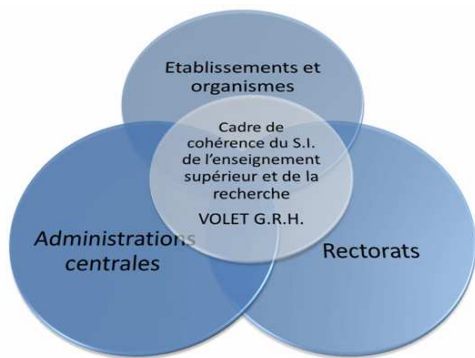 Etablissements et
organismes
Cadre de
cohérence du S.I.
de l'enseignement
supérieur et de la
recherche
VOLET G.R.H.
Administrations
centrales
Rectorats